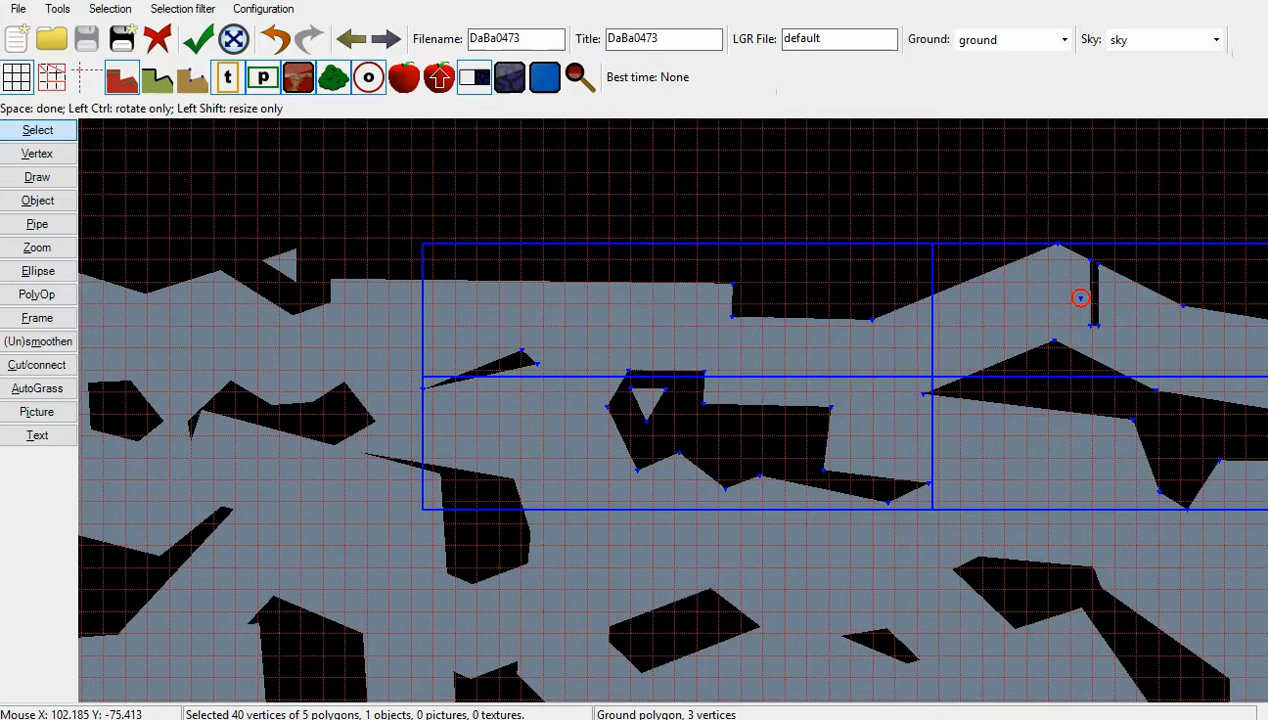 File Tools Selection Selection filter Configuration
t p o Filename: DaBa0473 Title: DaBa0473 LGR File: default Ground: ground Sky: sky
Best time: None
Space: done; Left Ctrl: rotate only; Left Shift: resize only
Select
Vertex
Draw
Object
Pipe
Zoom
Ellipse
PolyOp
Frame
(Un)smoothen
Cut/connect
AutoGrass
Picture
Text
Mouse X: 102.185 Y: -75.413 Selected 40 vertices of 5 polygons, 1 objects, 0 pictures, 0 textures. Ground polygon, 3 vertices